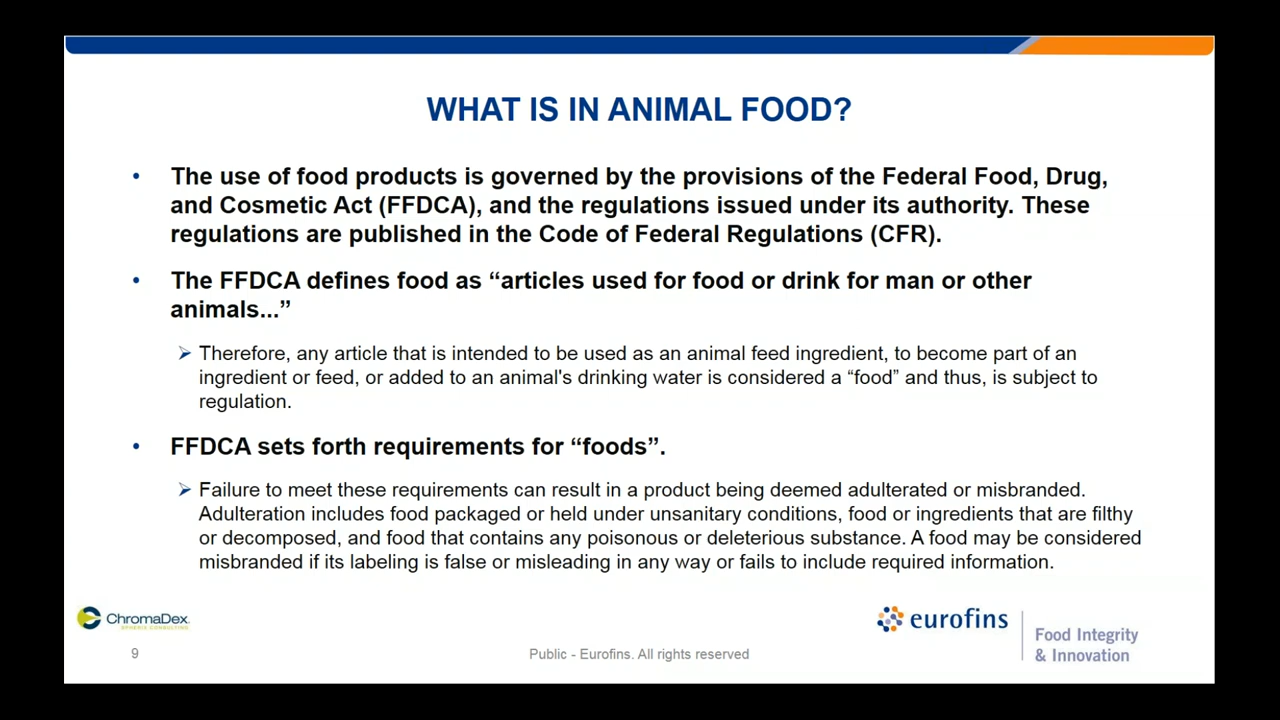 WHAT IS IN ANIMAL FOOD?
• The use of food products is governed by the provisions of the Federal Food, Drug,
and Cosmetic Act (FFDCA), and the regulations issued under its authority. These
regulations are published in the Code of Federal Regulations (CFR).
• The FFDCA defines food as “articles used for food or drink for man or other
animals...”
➢ Therefore, any article that is intended to be used as an animal feed ingredient, to become part of an
ingredient or feed, or added to an animal's drinking water is considered a “food” and thus, is subject to
regulation.
• FFDCA sets forth requirements for “foods”.
➢ Failure to meet these requirements can result in a product being deemed adulterated or misbranded.
Adulteration includes food packaged or held under unsanitary conditions, food or ingredients that are filthy
or decomposed, and food that contains any poisonous or deleterious substance. A food may be considered
misbranded if its labeling is false or misleading in any way or fails to include required information.
ChromaDex
SPHERIX CONSULTING
eurofins
Food Integrity
& Innovation
9
Public - Eurofins. All rights reserved